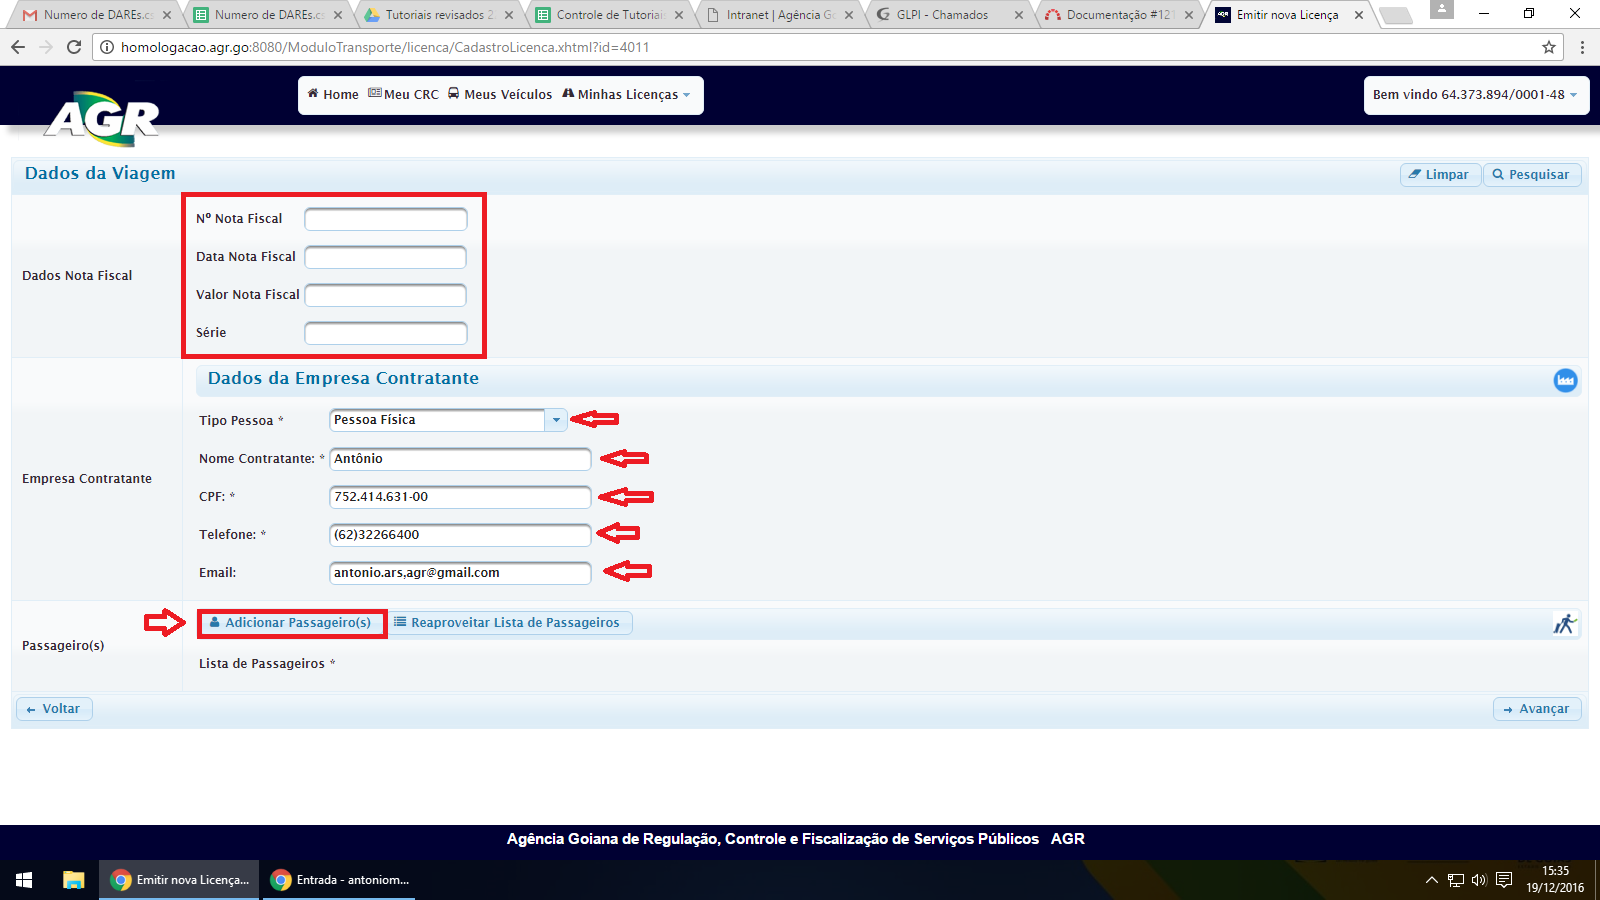 Numero de DAREs.cs
Numero de DAREs.cs
Tutoriais revisados 2
Controle de Tutoriai
Intranet | Agência Go
GLPI - Chamados
Documentação #121
Emitir nova Licença
homologacao.agr.go:8080/ModuloTransporte/licenca/CadastroLicenca.xhtml?id=4011
AGR
Home
Meu CRC
Meus Veículos
Minhas Licenças
Bem vindo 64.373.894/0001-48
Dados da Viagem
Limpar
Pesquisar
Nº Nota Fiscal
Data Nota Fiscal
Dados Nota Fiscal
Valor Nota Fiscal
Série
Dados da Empresa Contratante
Tipo Pessoa * Pessoa Física
Nome Contratante: * Antônio
Empresa Contratante
CPF: * 752.414.631-00
Telefone: * (62)32266400
Email: antonio.ars,agr@gmail.com
Adicionar Passageiro(s)
Reaproveitar Lista de Passageiros
Passageiro(s)
Lista de Passageiros *
Voltar
Avançar
Agência Goiana de Regulação, Controle e Fiscalização de Serviços Públicos AGR
Emitir nova Licença...
Entrada - antoniom...
15:35
19/12/2016